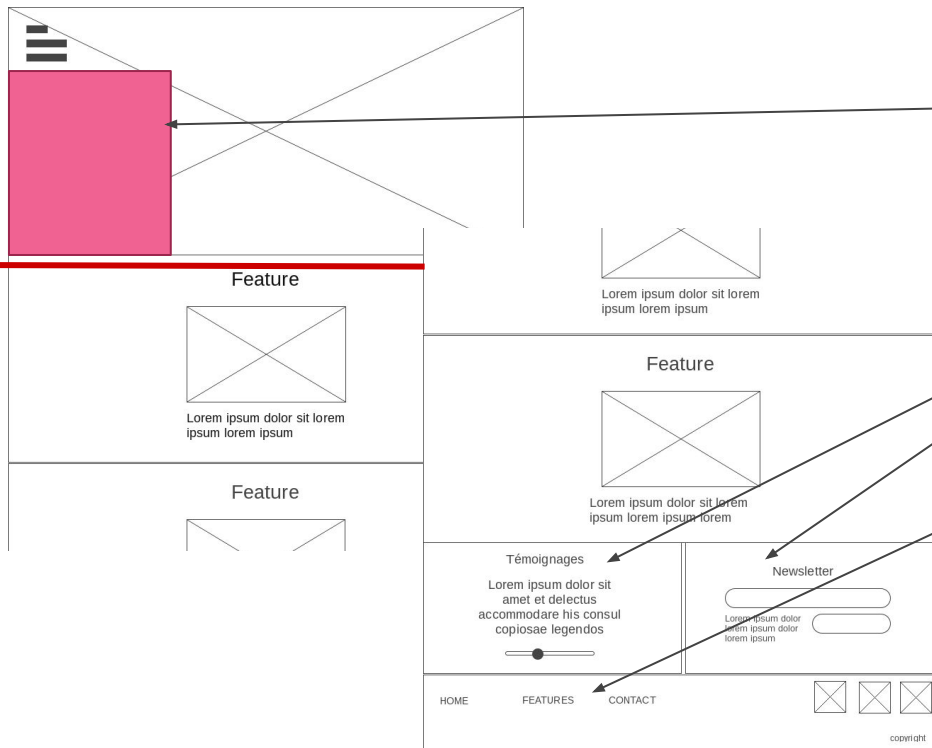 Feature
Lorem ipsum dolor sit lorem
ipsum lorem ipsum
Feature
Lorem ipsum dolor sit lorem
ipsum lorem ipsum
Feature
Lorem ipsum dolor sit lorem
ipsum lorem ipsum lorem
Témoignages
Lorem ipsum dolor sit
amet et delectus
accommodare his consul
copiosae legendos
Newsletter
Lorem ipsum dolor
lorem ipsum dolor
lorem ipsum
HOME FEATURES CONTACT
copyright